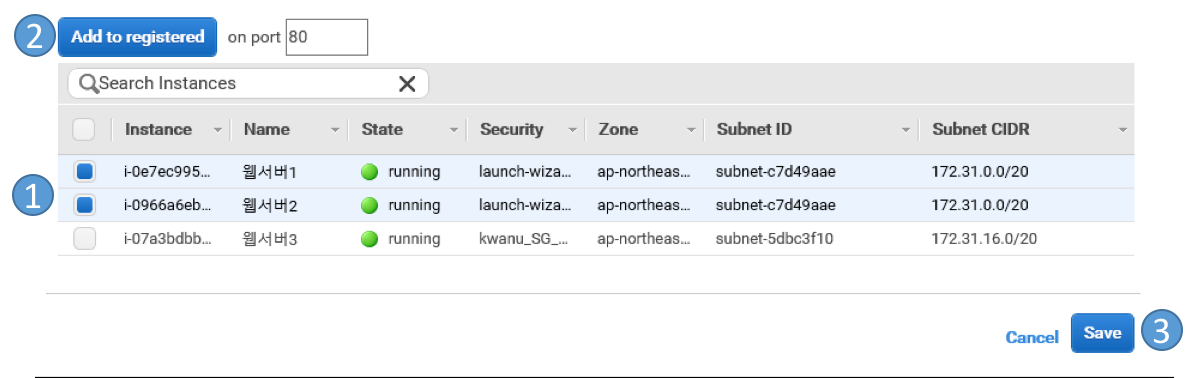 2 Add to registered on port 80
Search Instances
Instance Name State Security Zone Subnet ID Subnet CIDR
i-0e7ec995... 웹서버1 running launch-wiza... ap-northeas... subnet-c7d49aae 172.31.0.0/20
1
i-0966a6eb... 웹서버2 running launch-wiza... ap-northeas... subnet-c7d49aae 172.31.0.0/20
i-07a3bdbb... 웹서버3 running kwanu_SG_... ap-northeas... subnet-5dbc3f10 172.31.16.0/20
Cancel Save 3